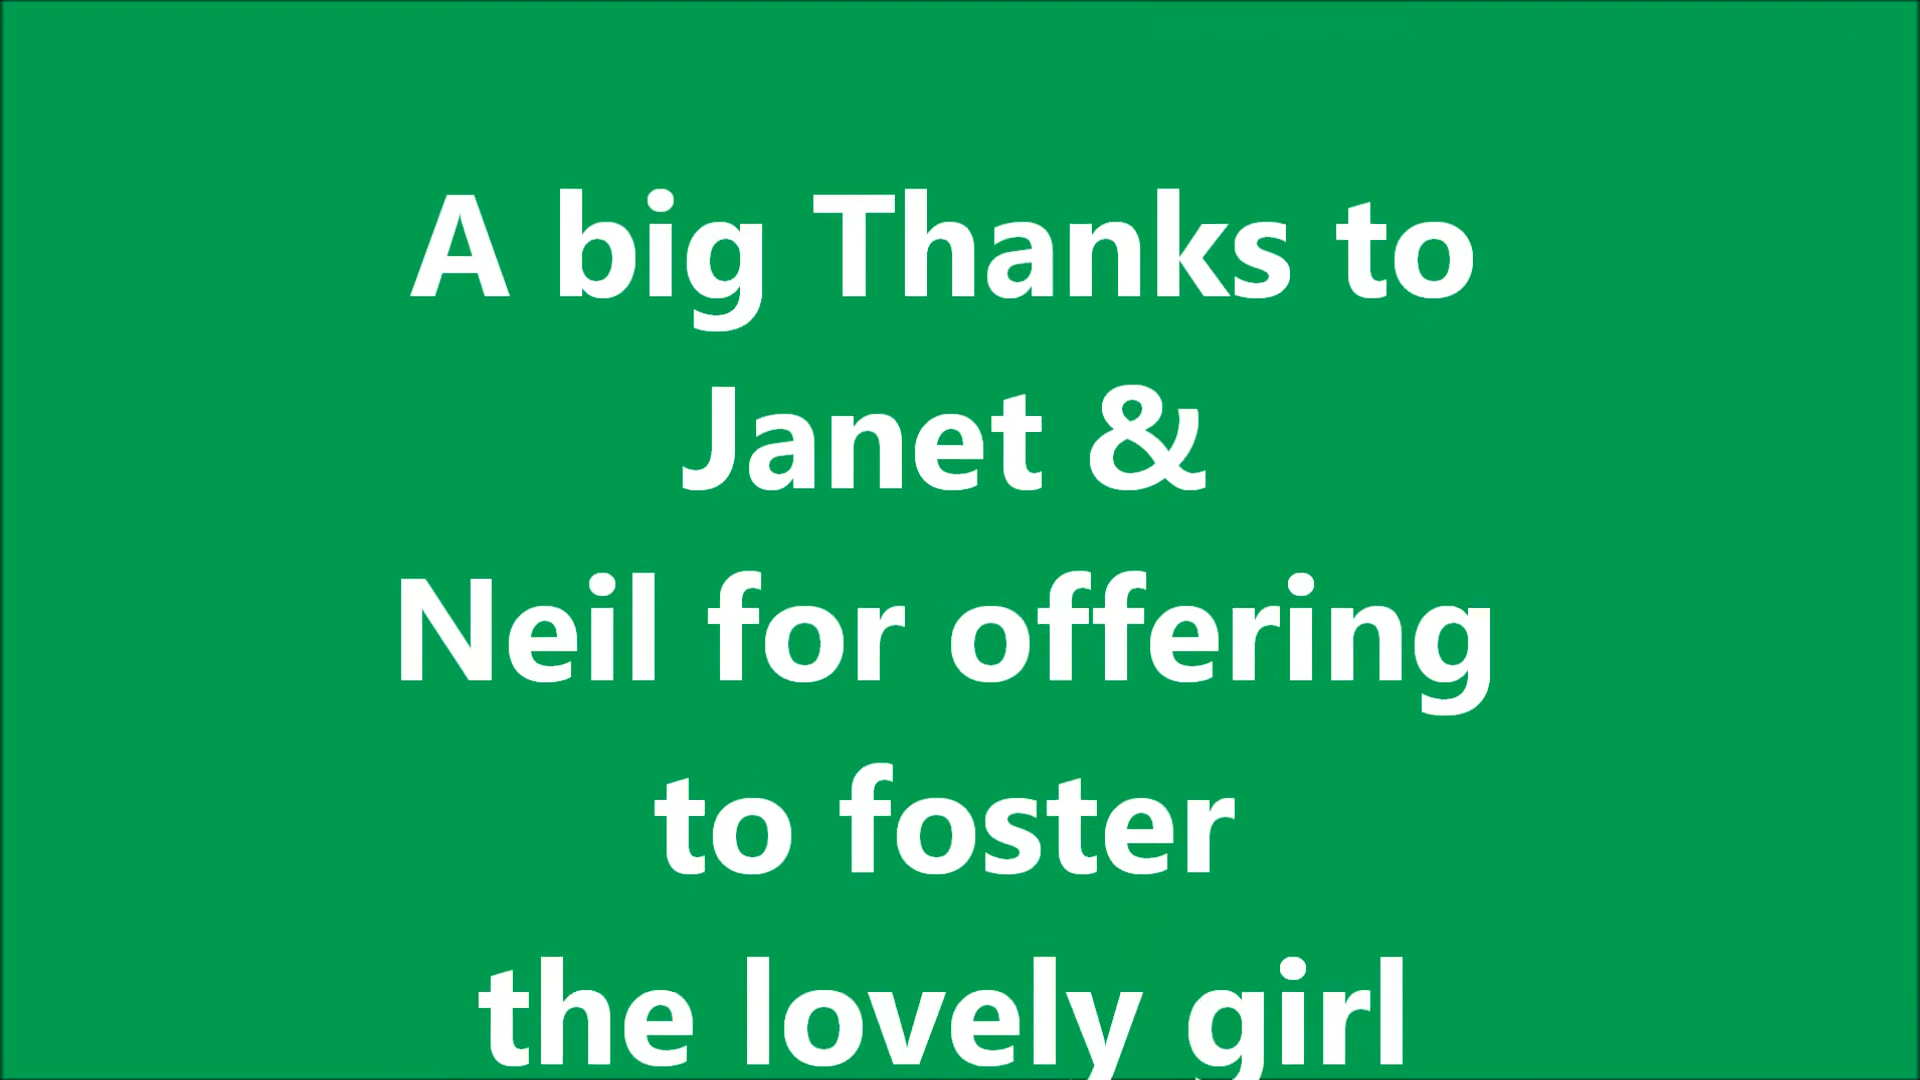 A big Thanks to
Janet &
Neil for offering
to foster
the lovely girl